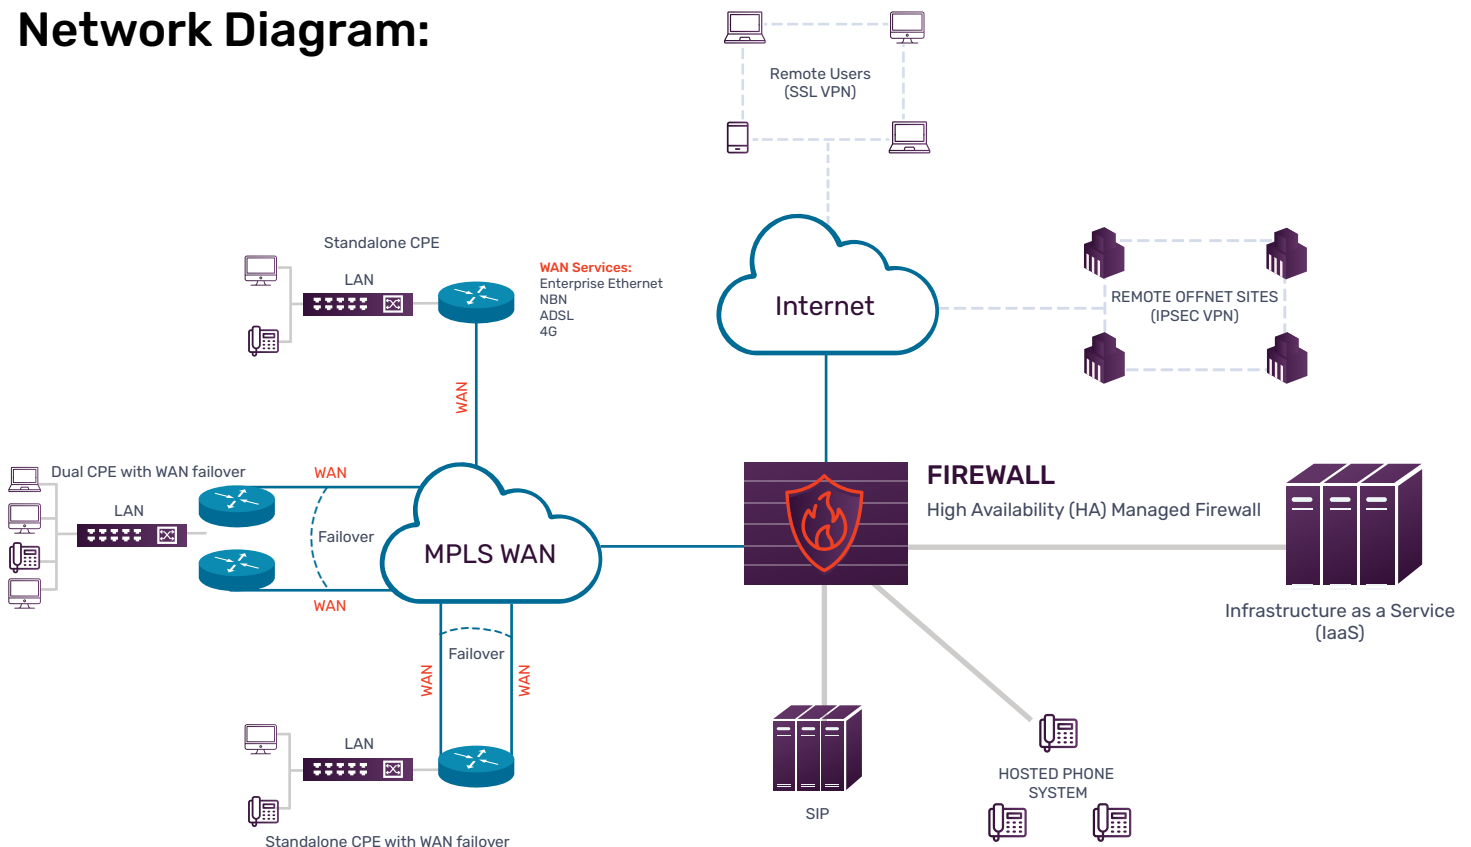 Network Diagram:
Remote Users
(SSL VPN)
Standalone CPE
LAN
WAN Services:
Enterprise Ethernet
NBN
ADSL
4G
WAN
Internet
REMOTE OFFNET SITES
(IPSEC VPN)
Dual CPE with WAN failover
LAN
WAN
Failover
WAN
MPLS WAN
FIREWALL
High Availability (HA) Managed Firewall
Infrastructure as a Service
(IaaS)
Failover
WAN
WAN
LAN
Standalone CPE with WAN failover
SIP
HOSTED PHONE
SYSTEM